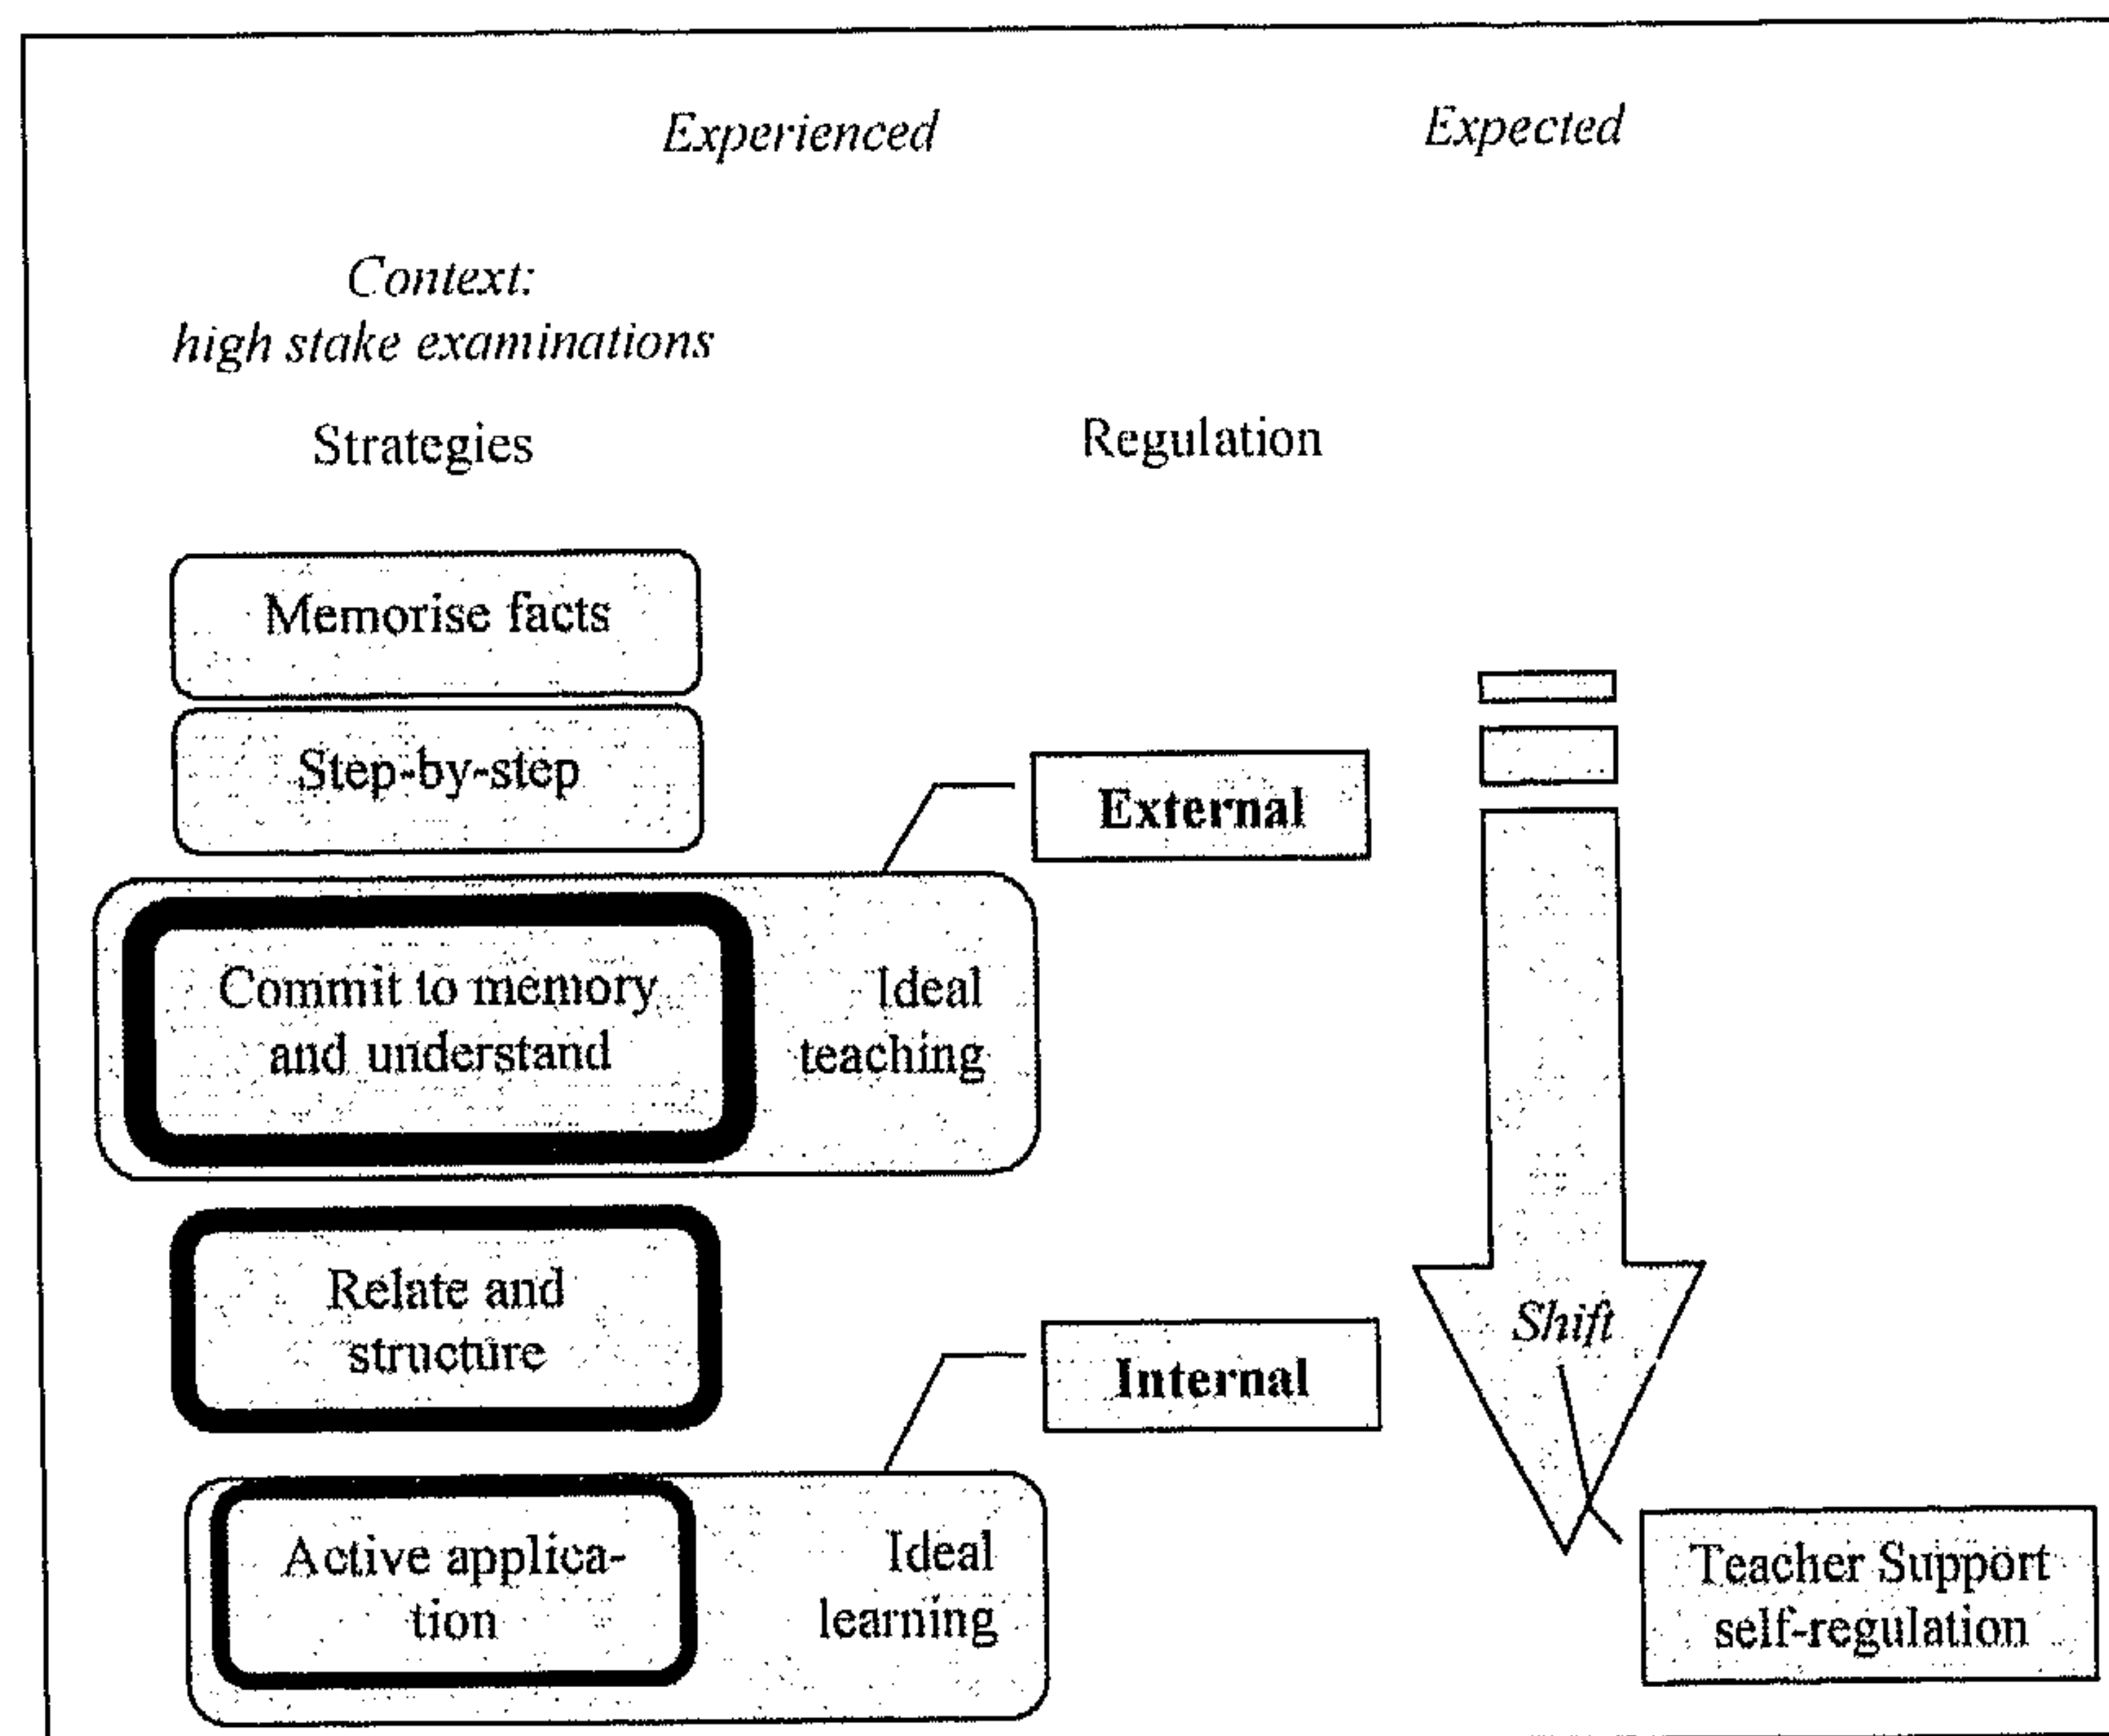 Experienced
Expected
Context:
high stake examinations
Strategies
Regulation
Memorise facts
Step-by-step
External
Commit to memory
and understand
Ideal
teaching
Relate and
structure
Internal
Shift
Active applica-
tion
Ideal
learning
Teacher Support
self-regulation